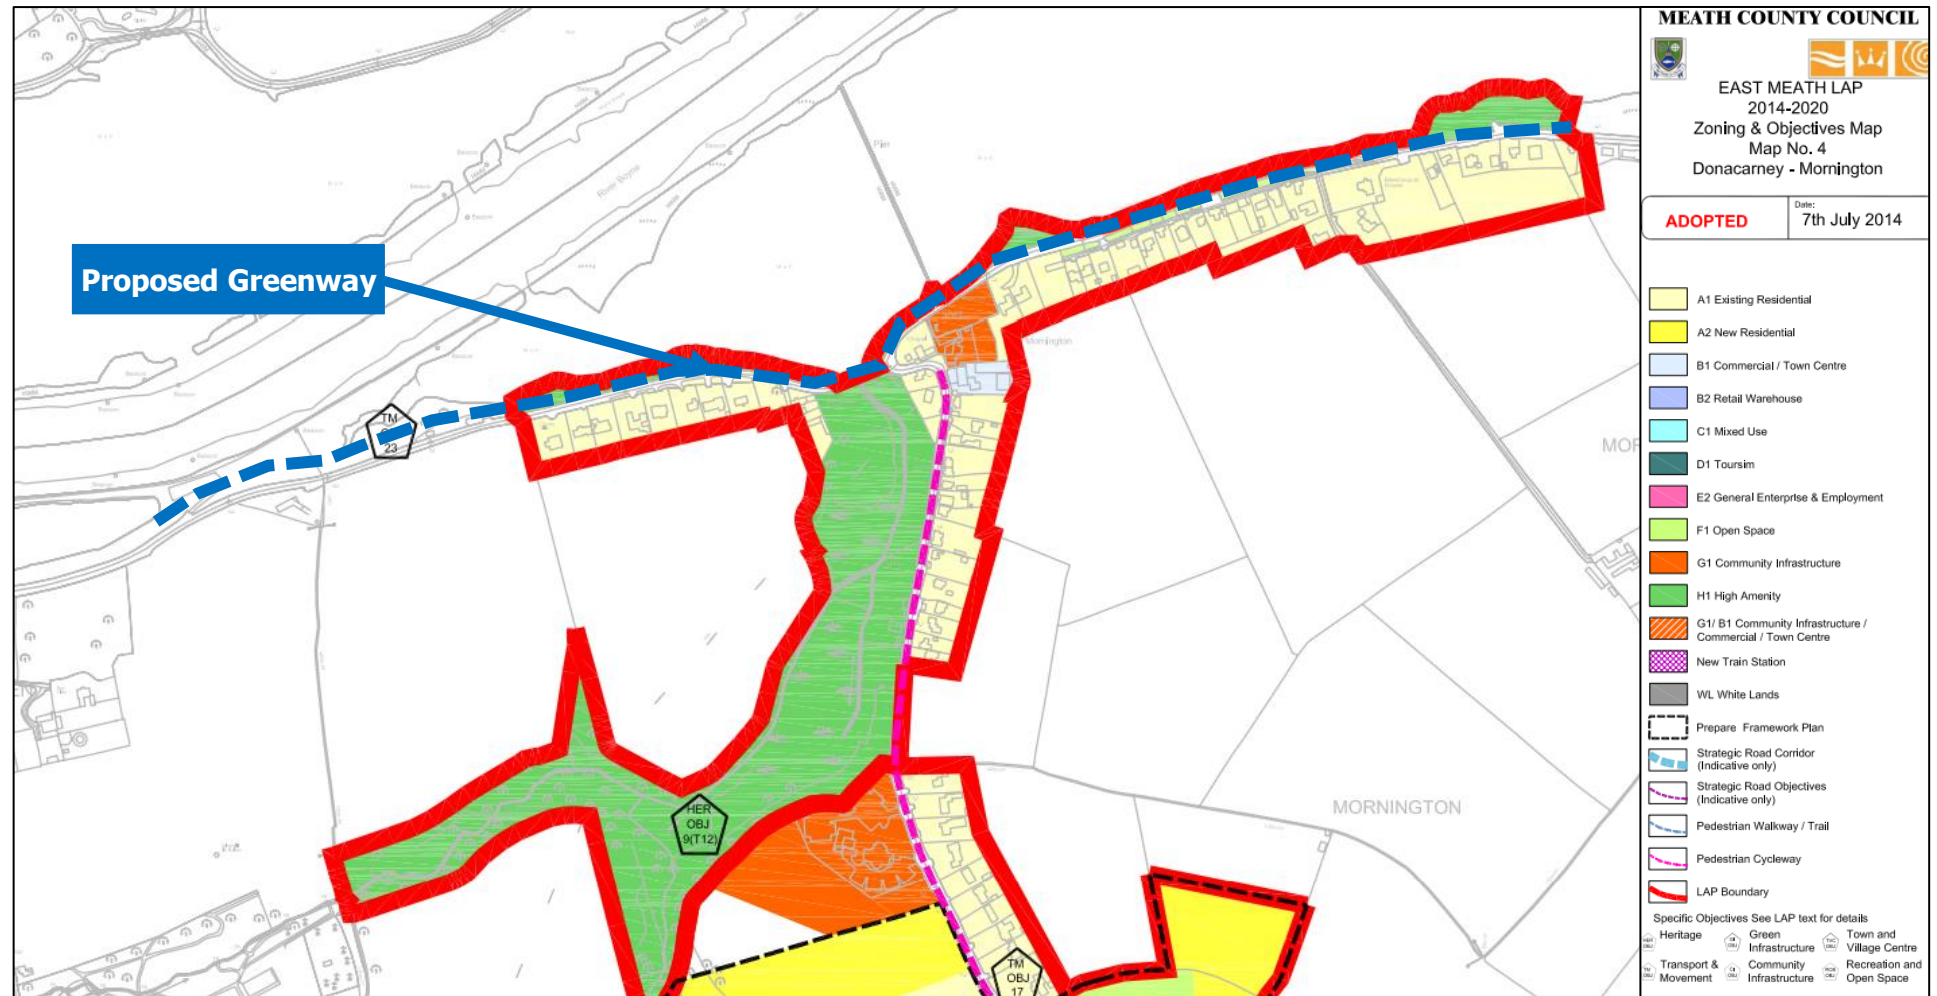 MEATH COUNTY COUNCIL
EAST MEATH LAP
2014-2020
Zoning & Objectives Map
Map No. 4
Donacarney - Mornington
ADOPTED
Date:
7th July 2014
A1 Existing Residential
A2 New Residential
B1 Commercial / Town Centre
B2 Retail Warehouse
C1 Mixed Use
D1 Toursim
E2 General Enterprise & Employment
F1 Open Space
G1 Community Infrastructure
H1 High Amenity
G1/ B1 Community Infrastructure /
Commercial / Town Centre
New Train Station
WL White Lands
Prepare Framework Plan
Strategic Road Corridor
(Indicative only)
Strategic Road Objectives
(Indicative only)
Pedestrian Walkway / Trail
Pedestrian Cycleway
LAP Boundary
Specific Objectives See LAP text for details
Heritage
Green
Infrastructure
Town and
Village Centre
Transport &
Movement
Community
Infrastructure
Recreation and
Open Space
Proposed Greenway
River Boyne
Pier
Mornington
TM
23
HER
OBJ
9(T12)
MORNINGTON
TM
OBJ
17